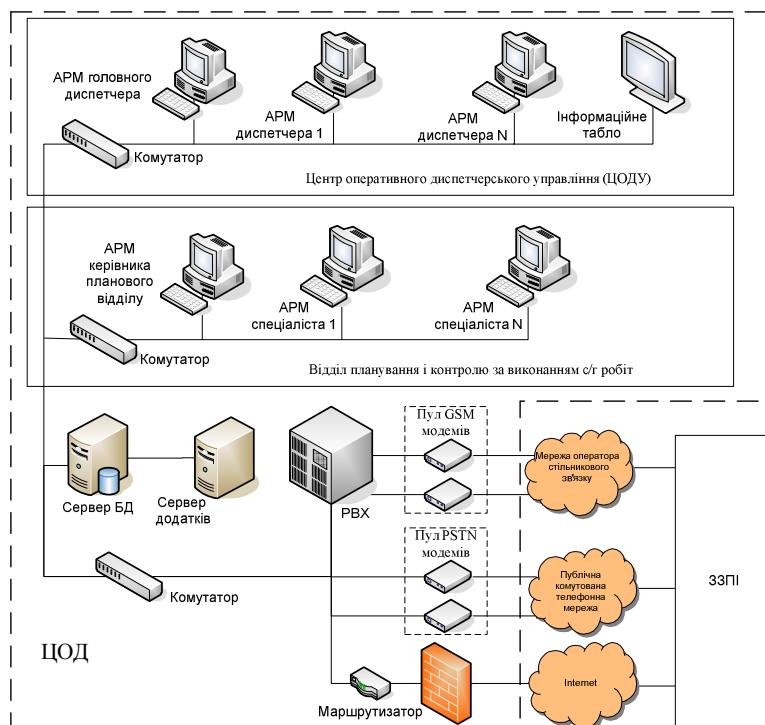 АРМ головного
диспетчера
АРМ
диспетчера 1
АРМ
диспетчера N
Інформаційне
табло
Комутатор
Центр оперативного диспетчерського управління (ЦОДУ)
АРМ
керівника
планового
відділу
АРМ
спеціаліста 1
АРМ
спеціаліста N
Комутатор
Відділ планування і контролю за виконанням с/г робіт
Пул GSM
модемів
Мережа оператора
стільникового
зв'язку
Сервер БД
Сервер
додатків
PBX
Пул PSTN
модемів
Публічна
комутована
телефонна
мережа
ЗЗПІ
Комутатор
ЦОД
Маршрутизатор
Internet